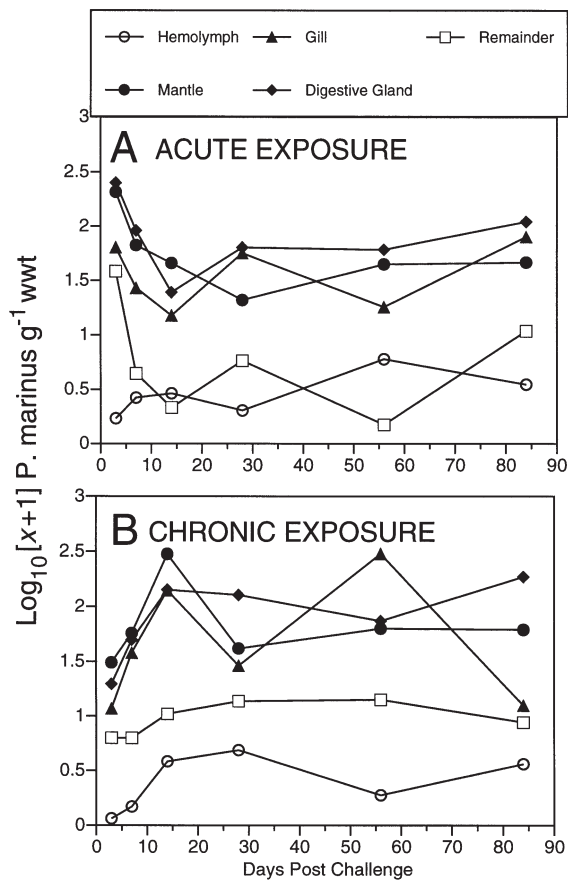 Hemolymph Gill Remainder
Mantle Digestive Gland
A ACUTE EXPOSURE
3
2.5
2
1.5
1
0.5
0
0 10 20 30 40 50 60 70 80 90
Log10 [x+1] P. marinus g-1 wwt
B CHRONIC EXPOSURE
3
2.5
2
1.5
1
0.5
0
0 10 20 30 40 50 60 70 80 90
Days Post Challenge